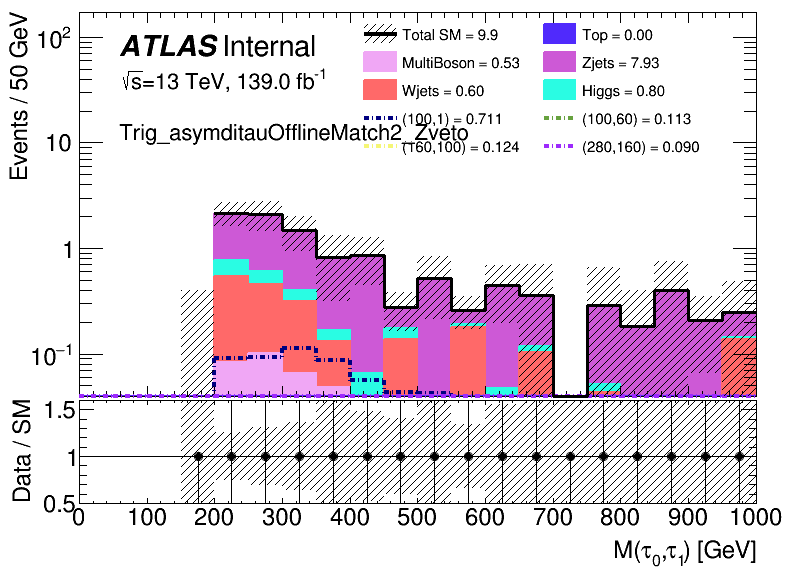 ATLAS Internal
√s=13 TeV, 139.0 fb⁻¹
Trig_asymditauOfflineMatch2_Zveto
Total SM = 9.9
Top = 0.00
MultiBoson = 0.53
Zjets = 7.93
Wjets = 0.60
Higgs = 0.80
(100,1) = 0.711
(100,60) = 0.113
(160,100) = 0.124
(280,160) = 0.090
Events / 50 GeV
10²
10
1
10⁻¹
Data / SM
1.5
1
0.5
0 100 200 300 400 500 600 700 800 900 1000
M(τ₀,τ₁) [GeV]